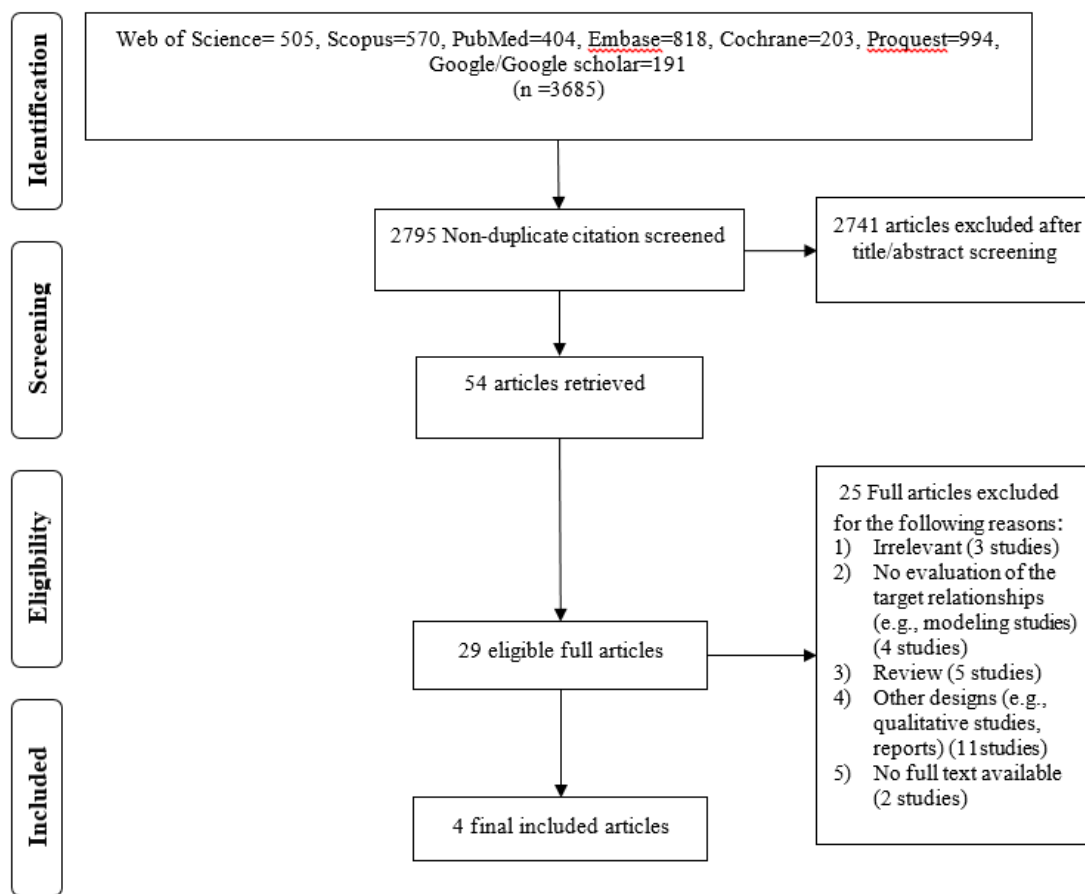 Identification
Web of Science= 505, Scopus=570, PubMed=404, Embase=818, Cochrane=203, Proquest=994,
Google/Google scholar=191
(n =3685)
2795 Non-duplicate citation screened
2741 articles excluded after
title/abstract screening
Screening
54 articles retrieved
Eligibility
29 eligible full articles
25 Full articles excluded
for the following reasons:
1) Irrelevant (3 studies)
2) No evaluation of the
target relationships
(e.g., modeling studies)
(4 studies)
3) Review (5 studies)
4) Other designs (e.g.,
qualitative studies,
reports) (11studies)
5) No full text available
(2 studies)
Included
4 final included articles